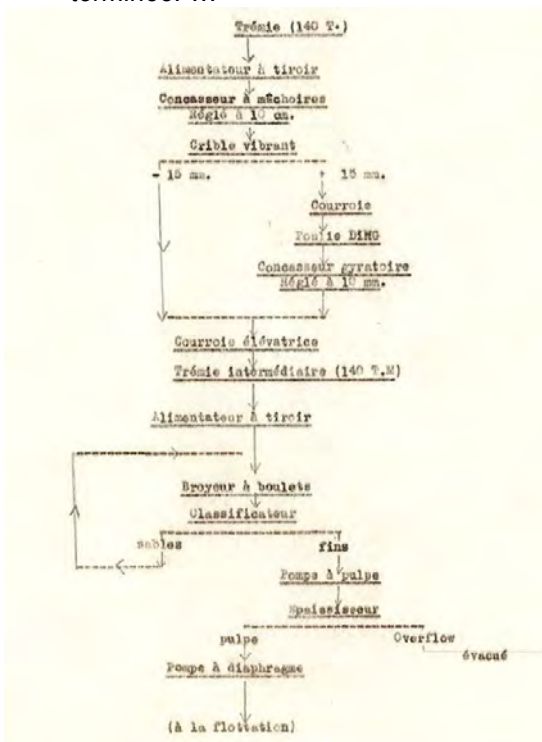 Trémie (140 T.)
Alimentateur à tiroir
Concasseur à mâchoires
Réglé à 10 cm.
Crible vibrant
- 15 mm.
+ 15 mm.
Courroie
Poulie DING
Concasseur gyratoire
Réglé à 10 mm.
Courroie élévatrice
Trémie intermédiaire (140 T.M)
Alimentateur à tiroir
Broyeur à boulets
Classificateur
sables
fins
Pompe à pulpe
Epaississeur
pulpe
Overflow
évacué
Pompe à diaphragme
(à la flottation)